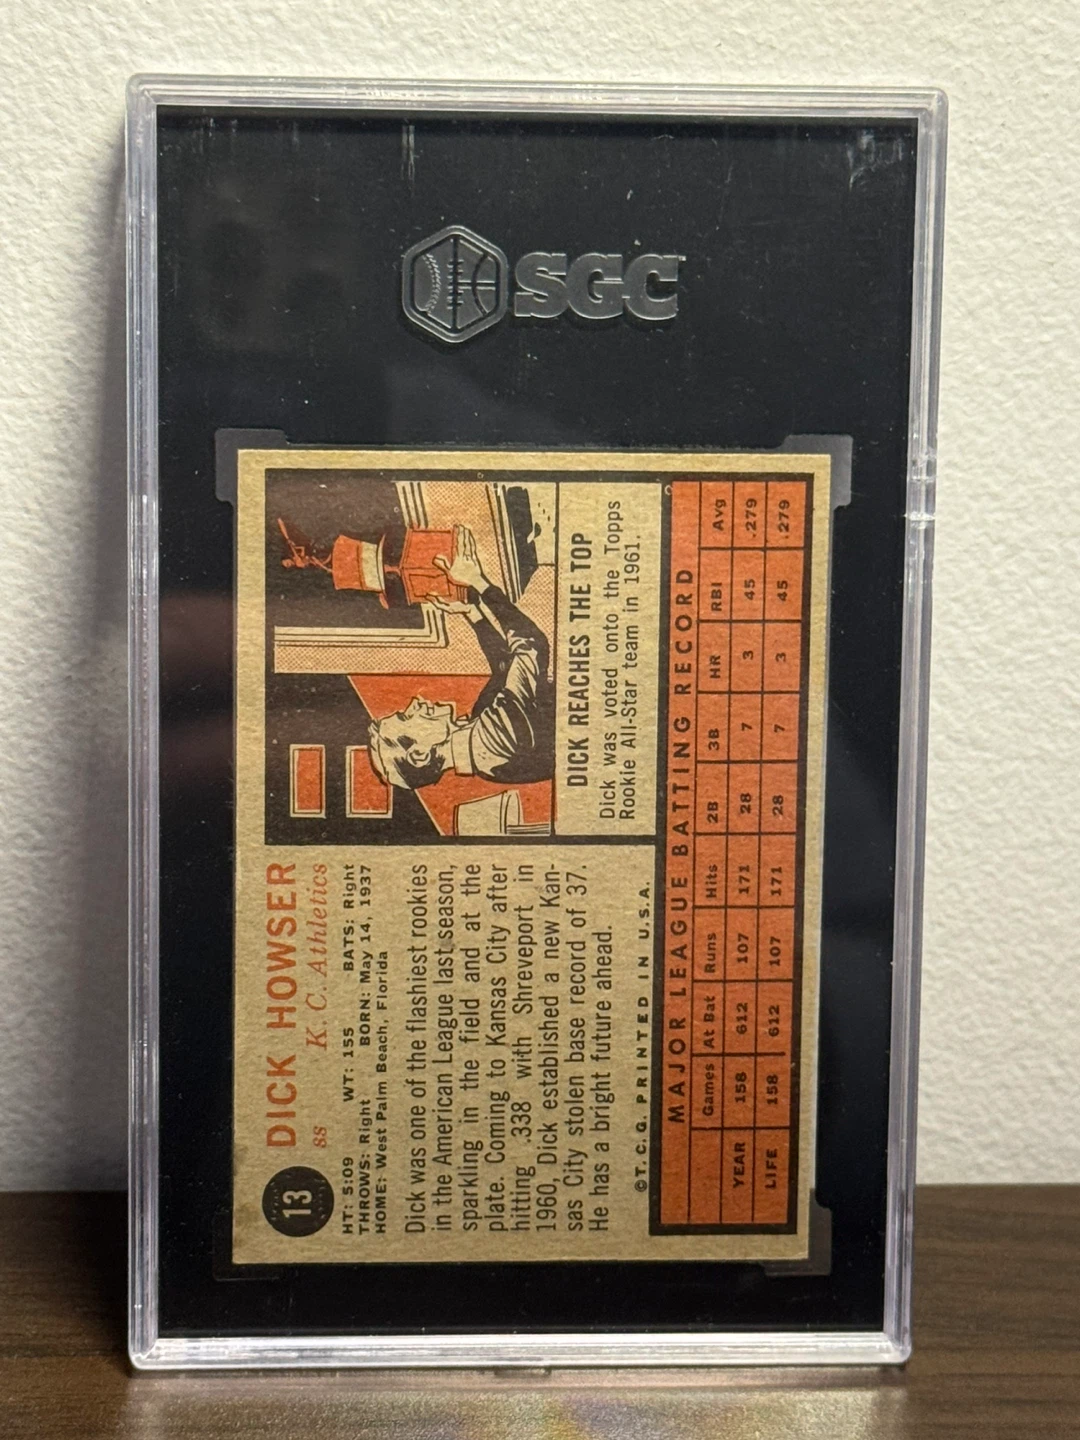 SGC
13
DICK HOWSER
ss K. C. Athletics
HT: 5:09 WT: 155 BATS: Right
THROWS: Right BORN: May 14, 1937
HOME: West Palm Beach, Florida
Dick was one of the flashiest rookies
in the American League last season,
sparkling in the field and at the
plate. Coming to Kansas City after
hitting .338 with Shreveport in
1960, Dick established a new Kan-
sas City stolen base record of 37.
He has a bright future ahead.
© T. C. G. PRINTED IN U.S.A.
DICK REACHES THE TOP
Dick was voted onto the Topps
Rookie All-Star team in 1961.
MAJOR LEAGUE BATTING RECORD
Games At Bat Runs Hits 2B 3B HR RBI Avg
YEAR 158 612 107 171 28 7 3 45 .279
LIFE 158 612 107 171 28 7 3 45 .279